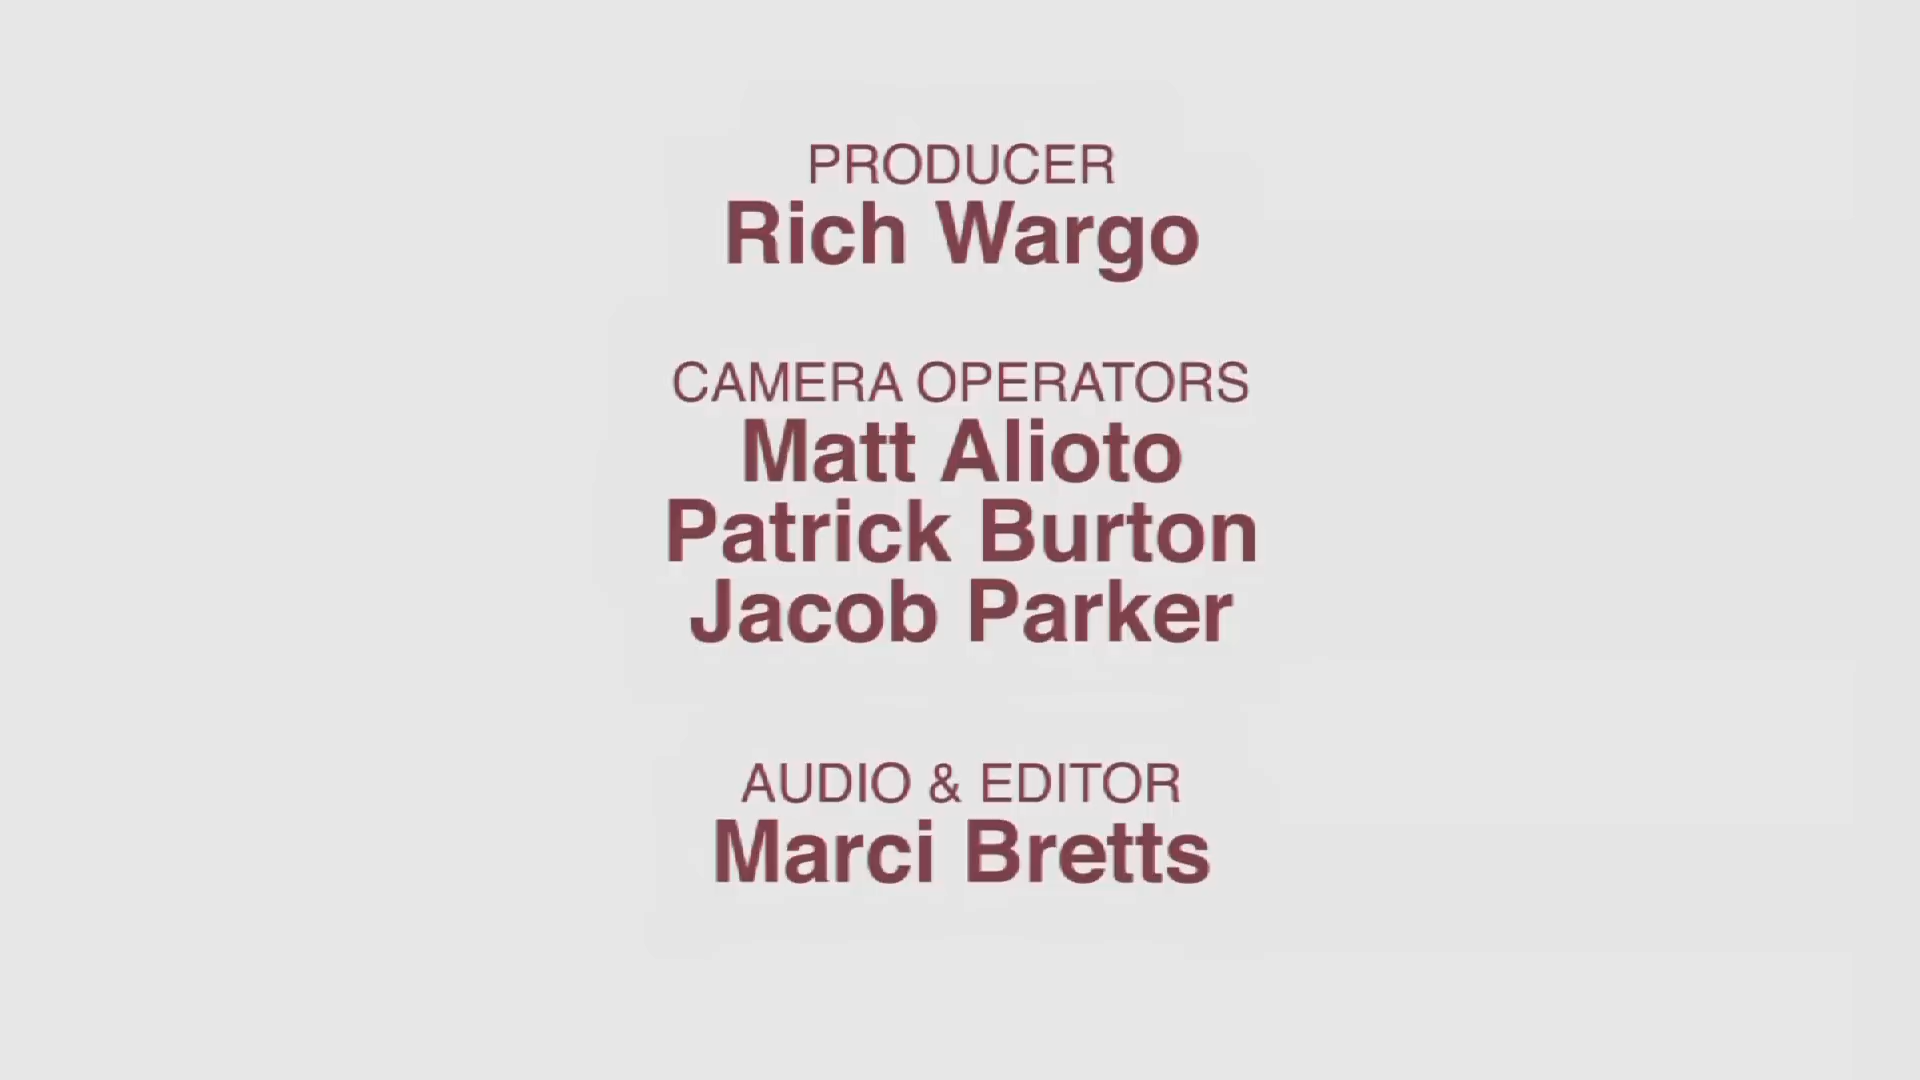 PRODUCER
Rich Wargo
CAMERA OPERATORS
Matt Alioto
Patrick Burton
Jacob Parker
AUDIO & EDITOR
Marci Bretts